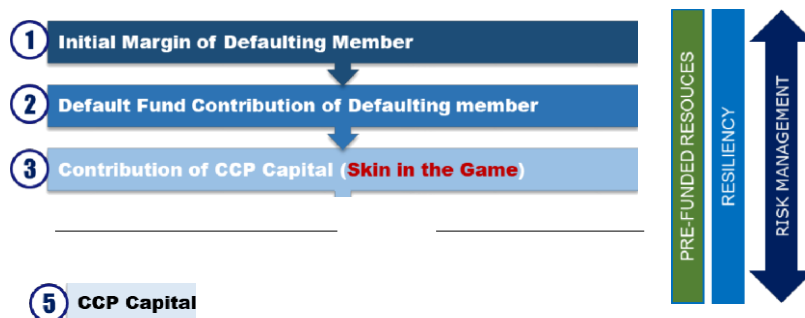 1 Initial Margin of Defaulting Member
2 Default Fund Contribution of Defaulting member
3 Contribution of CCP Capital (Skin in the Game)
5 CCP Capital
PRE-FUNDED RESOUCES
RESILIENCY
RISK MANAGEMENT